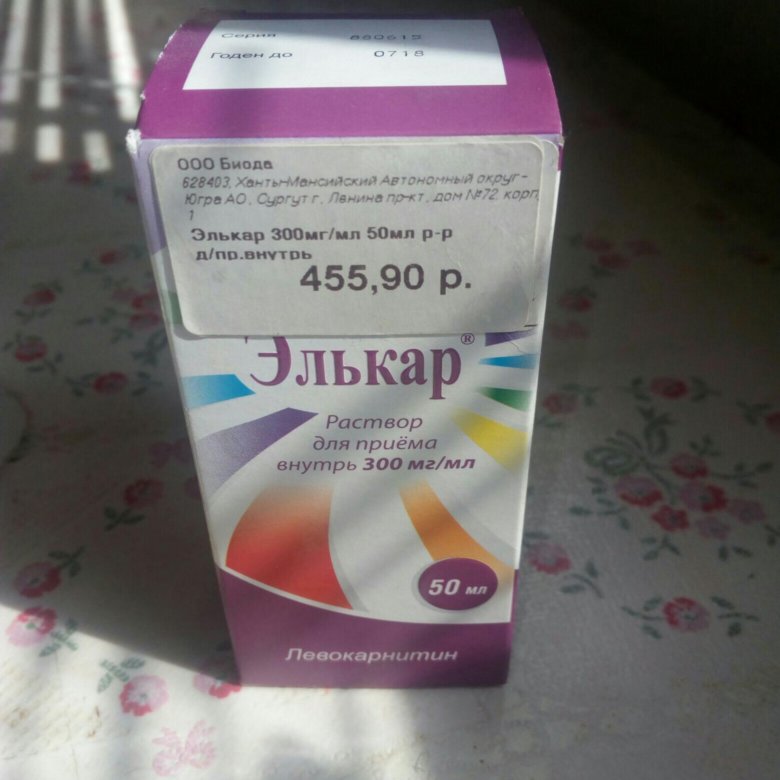 Серия 880612
Годен до 0718
ООО Биода
628403, Ханты-Мансийский Автономный округ -
Югра АО, Сургут г, Ленина пр-кт, дом №72, корп
1
Элькар 300мг/мл 50мл р-р
д/пр.внутрь
455,90 р.
Элькар®
Раствор
для приёма
внутрь 300 мг/мл
50 мл
Левокарнитин